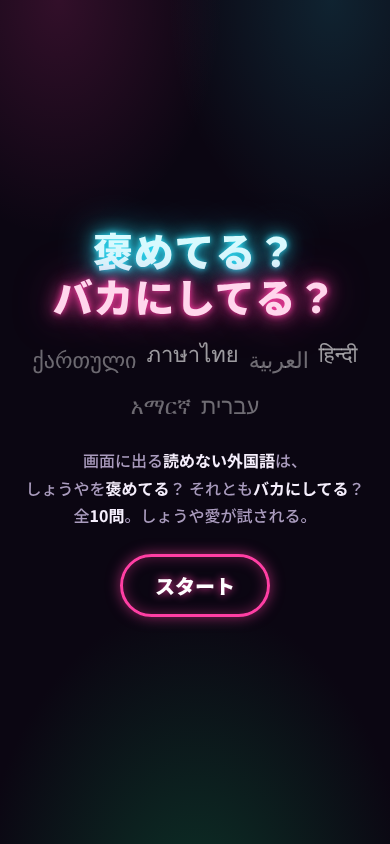 褒めてる？
バカにしてる？
ქართული ภาษาไทย العربية हिन्दी
አማርኛ עברית
画面に出る読めない外国語は、
しょうやを褒めてる？ それともバカにしてる？
全10問。しょうや愛が試される。
スタート